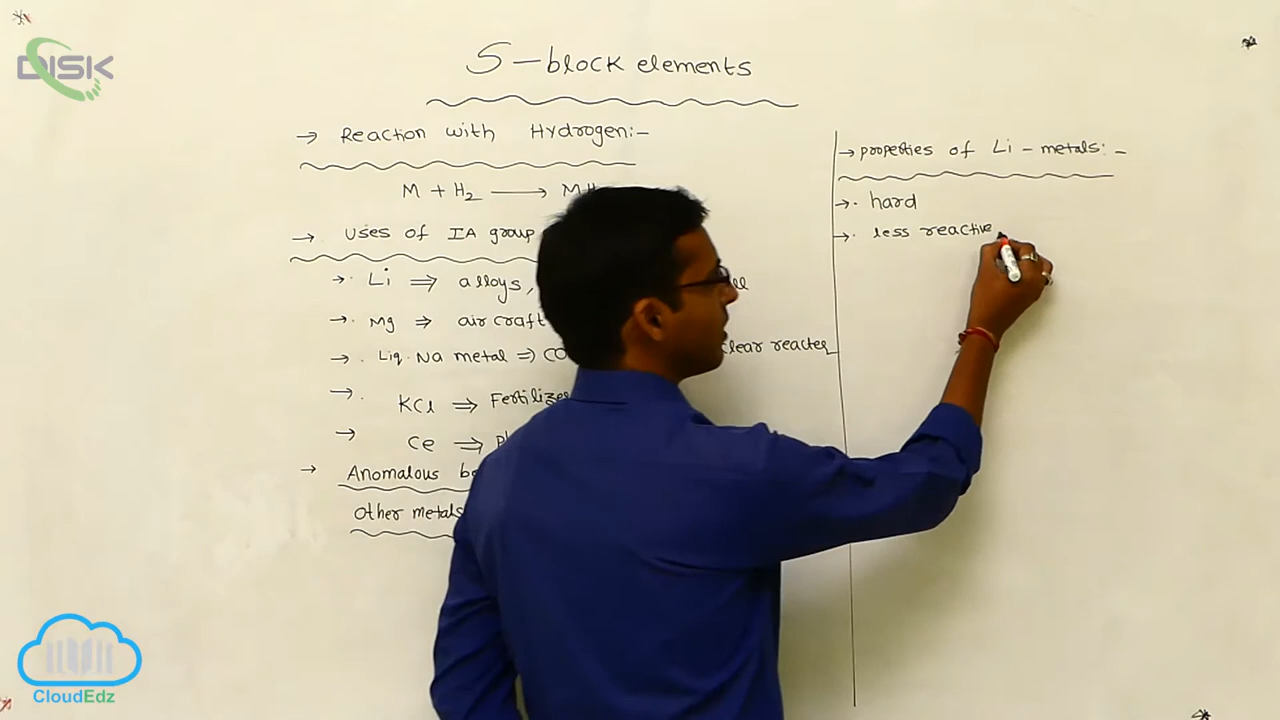 DISK
S-block elements
→ Reaction with Hydrogen:-
M + H₂ ⟶
→ Uses of IA group
→ Li ⇒ alloys,
→ Mg ⇒ air craft
→ Liq. Na metal ⇒ clear reacter
→ KCl ⇒ Fertilizer
→ Ce ⇒
→ Anomalous
Other metals
→ properties of Li - metals:-
→ hard
→ less reactive
CloudEdz